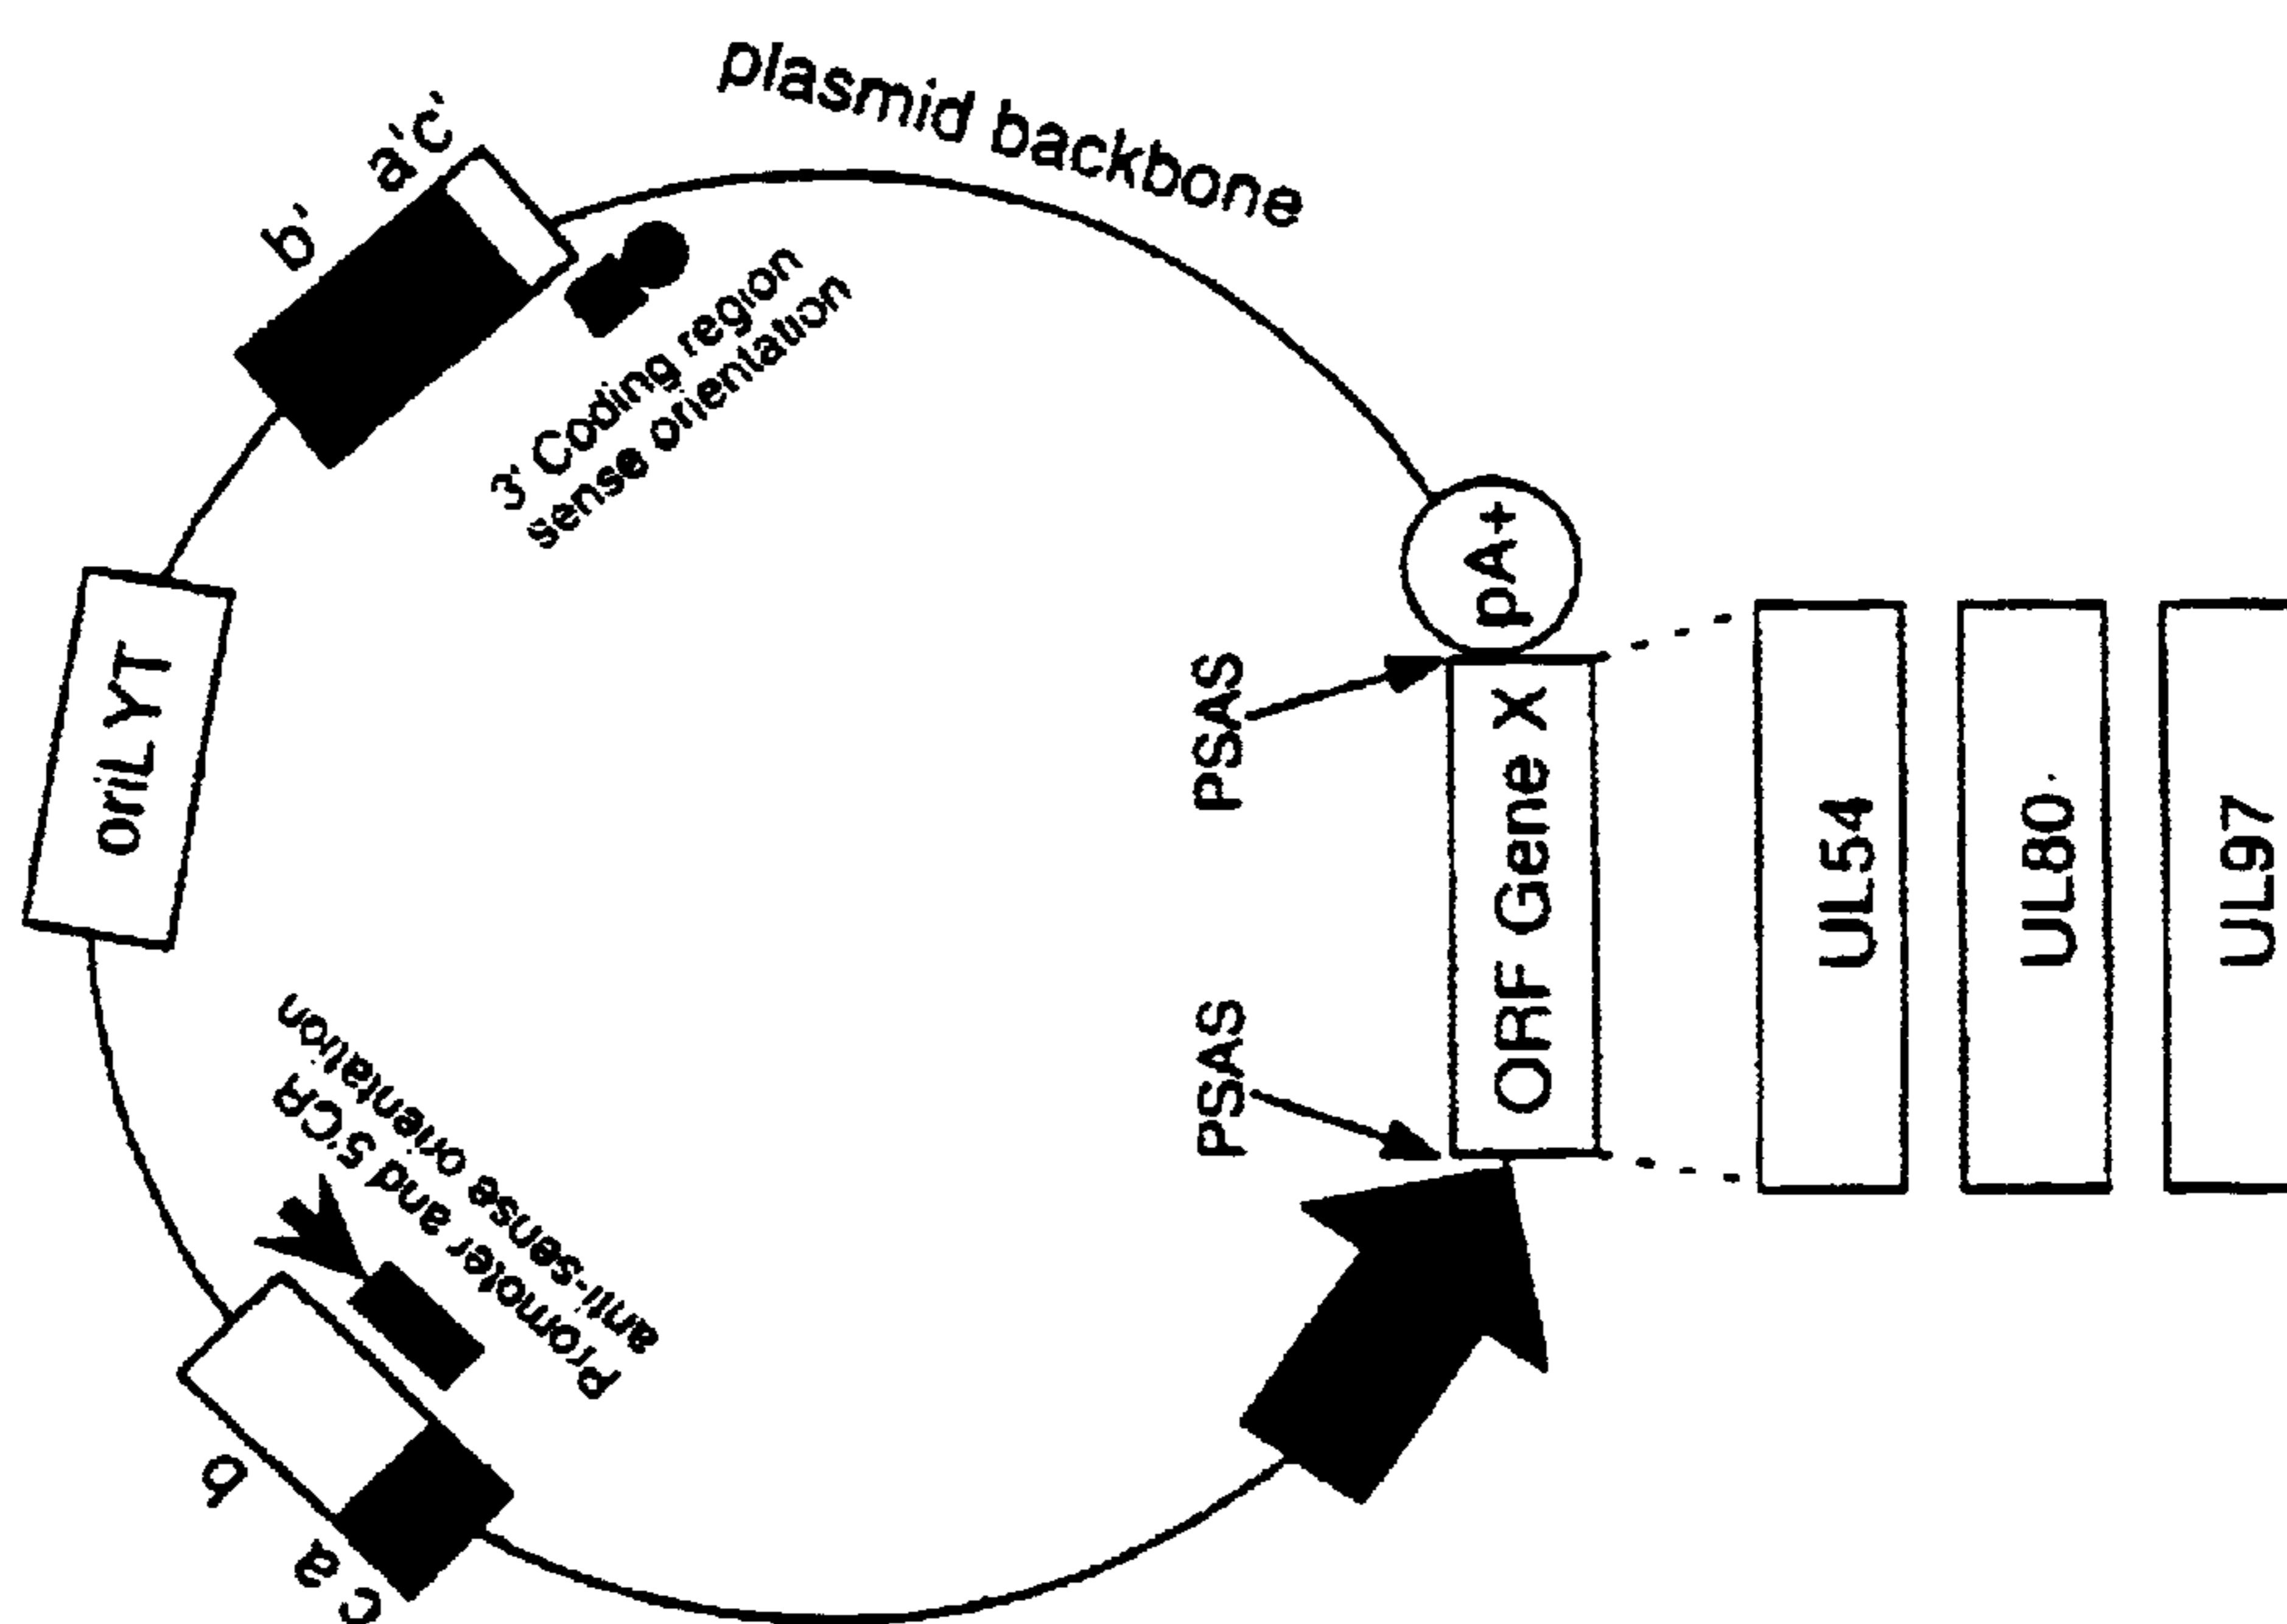 plasmid backbone
a'c'
b'
3' Coding region
sense orientation
oriLYT
pA+
PSAS
ORF Gene X
PSAS
UL54
UL80
UL97
Promoter and 5'CR
anti-sense orientation
b
a
c